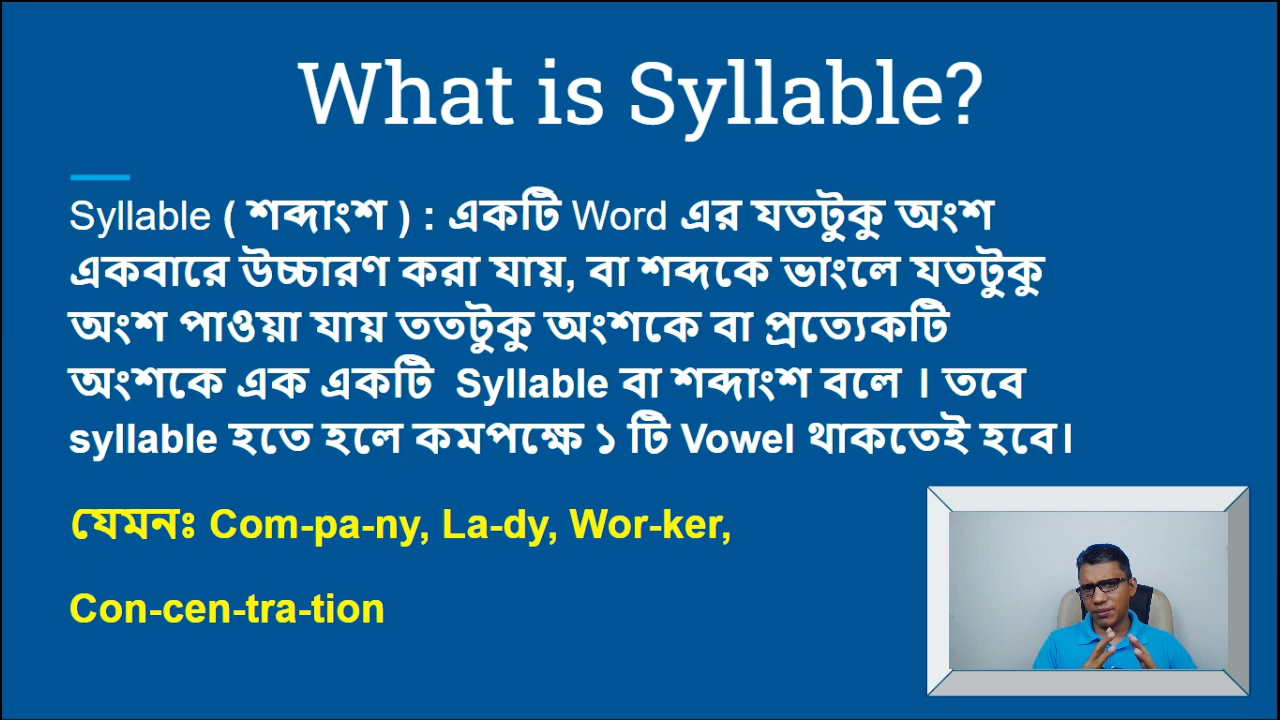 What is Syllable?
Syllable ( শব্দাংশ ) : একটি Word এর যতটুকু অংশ
একবারে উচ্চারণ করা যায়, বা শব্দকে ভাংলে যতটুকু
অংশ পাওয়া যায় ততটুকু অংশকে বা প্রত্যেকটি
অংশকে এক একটি Syllable বা শব্দাংশ বলে । তবে
syllable হতে হলে কমপক্ষে ১ টি Vowel থাকতেই হবে।
যেমনঃ Com-pa-ny, La-dy, Wor-ker,
Con-cen-tra-tion